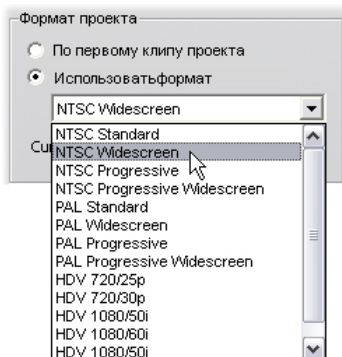 Формат проекта
По первому клипу проекта
Использоватьформат
NTSC Widescreen
NTSC Standard
Cu
NTSC Widescreen
NTSC Progressive
NTSC Progressive Widescreen
PAL Standard
PAL Widescreen
PAL Progressive
PAL Progressive Widescreen
HDV 720/25p
HDV 720/30p
HDV 1080/50i
HDV 1080/60i
HDV 1080/50i